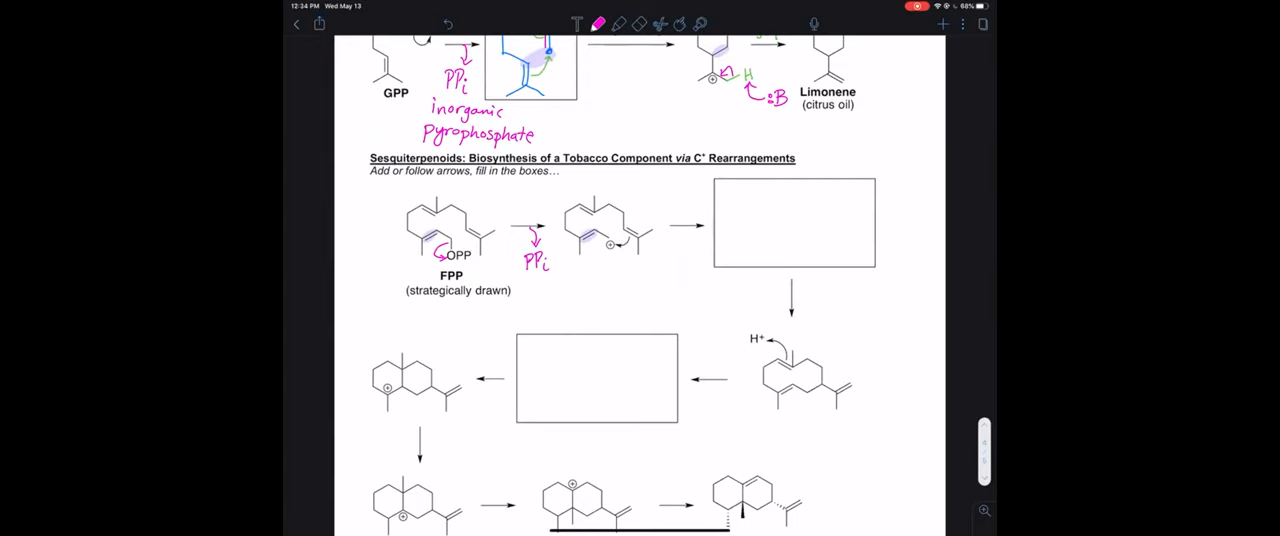 12:34 PM Wed May 13
68%
GPP
PPi
inorganic
Pyrophosphate
H
:B
Limonene
(citrus oil)
Sesquiterpenoids: Biosynthesis of a Tobacco Component via C+ Rearrangements
Add or follow arrows, fill in the boxes…
OPP
PPi
FPP
(strategically drawn)
H+